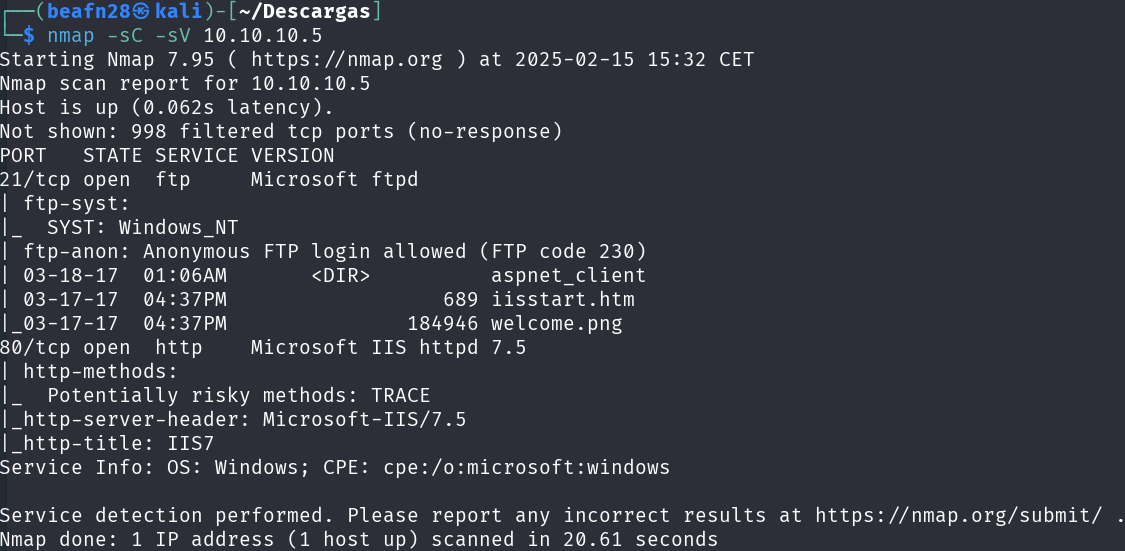 ┌──(beafn28㉿kali)-[~/Descargas]
└─$ nmap -sC -sV 10.10.10.5
Starting Nmap 7.95 ( https://nmap.org ) at 2025-02-15 15:32 CET
Nmap scan report for 10.10.10.5
Host is up (0.062s latency).
Not shown: 998 filtered tcp ports (no-response)
PORT   STATE SERVICE VERSION
21/tcp open  ftp     Microsoft ftpd
| ftp-syst:
|_  SYST: Windows_NT
| ftp-anon: Anonymous FTP login allowed (FTP code 230)
| 03-18-17  01:06AM       <DIR>          aspnet_client
| 03-17-17  04:37PM                  689 iisstart.htm
|_03-17-17  04:37PM               184946 welcome.png
80/tcp open  http    Microsoft IIS httpd 7.5
| http-methods:
|_  Potentially risky methods: TRACE
|_http-server-header: Microsoft-IIS/7.5
|_http-title: IIS7
Service Info: OS: Windows; CPE: cpe:/o:microsoft:windows

Service detection performed. Please report any incorrect results at https://nmap.org/submit/ .
Nmap done: 1 IP address (1 host up) scanned in 20.61 seconds